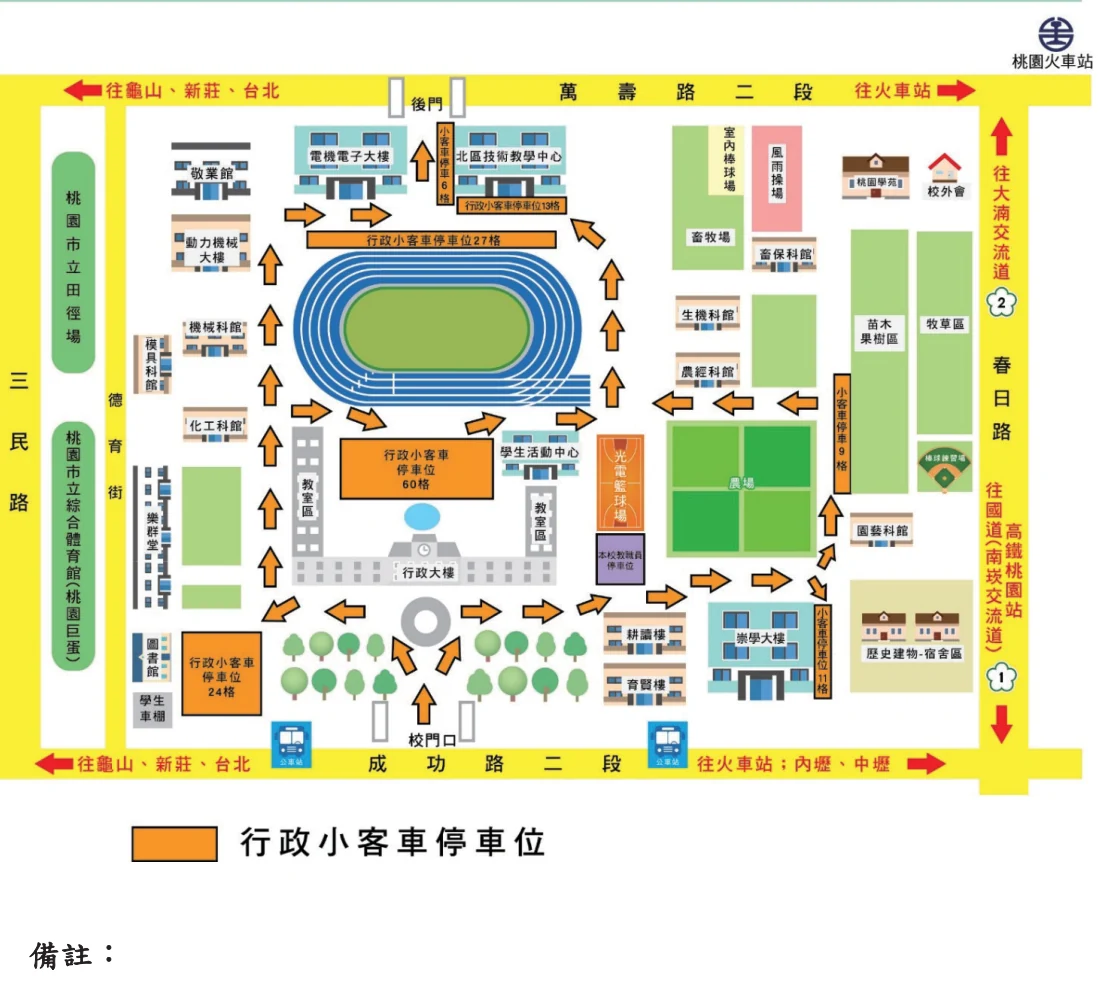 桃園火車站
往龜山、新莊、台北
後門
萬壽路二段
往火車站
小客車停車6格
電機電子大樓
北區技術教學中心
室內棒球場
風雨操場
敬業館
桃園學苑
校外會
往大湳交流道
2
桃園市立田徑場
行政小客車停車位13格
動力機械
大樓
行政小客車停車位27格
畜牧場
畜保科館
機械科館
模具科館
生機科館
苗木
果樹區
牧草區
農經科館
三民路
德育街
春日路
化工科館
小客車停車9格
桃園市立綜合體育館(桃園巨蛋)
行政小客車
停車位
60格
學生活動中心
光電籃球場
農場
棒球練習場
教室區
教室區
樂群堂
往國道(南崁交流道)
高鐵桃園站
園藝科館
行政大樓
本校教職員
停車位
圖書館
行政小客車
停車位
24格
耕讀樓
崇學大樓
小客車停車位11格
歷史建物-宿舍區
育賢樓
1
學生
車棚
公車站
校門口
公車站
往龜山、新莊、台北
成功路二段
往火車站；內壢、中壢
行政小客車停車位
備註：